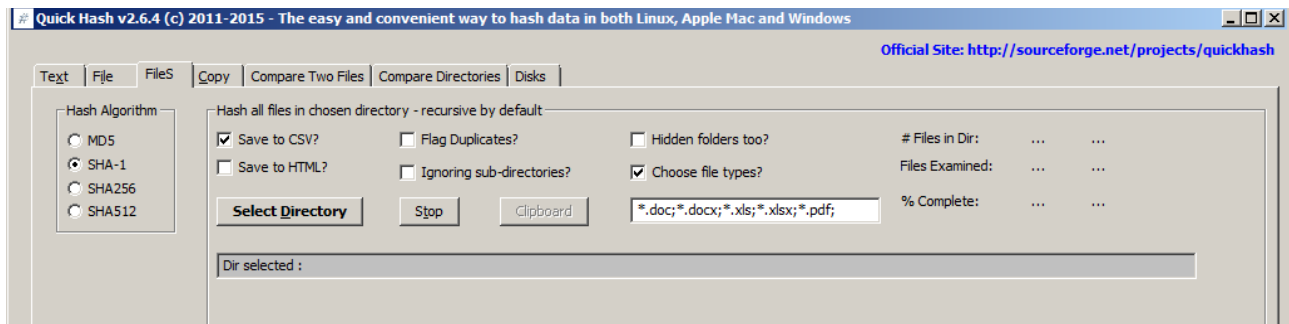 # Quick Hash v2.6.4 (c) 2011-2015 - The easy and convenient way to hash data in both Linux, Apple Mac and Windows
Official Site: http://sourceforge.net/projects/quickhash
Text File FileS Copy Compare Two Files Compare Directories Disks
Hash Algorithm
MD5
SHA-1
SHA256
SHA512
Hash all files in chosen directory - recursive by default
Save to CSV? Flag Duplicates? Hidden folders too? # Files in Dir: ... ...
Save to HTML? Ignoring sub-directories? Choose file types? Files Examined: ... ...
Select Directory Stop Clipboard *.doc;*.docx;*.xls;*.xlsx;*.pdf; % Complete: ... ...
Dir selected :